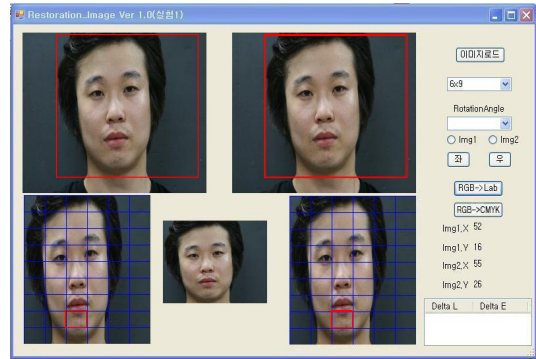 Restoration_Image Ver 1.0(실험1)
이미지로드
6x9
RotationAngle
Img1 Img2
좌 우
RGB->Lab
RGB->CMYK
Img1,X 52
Img1,Y 16
Img2,X 55
Img2,Y 26
Delta L Delta E